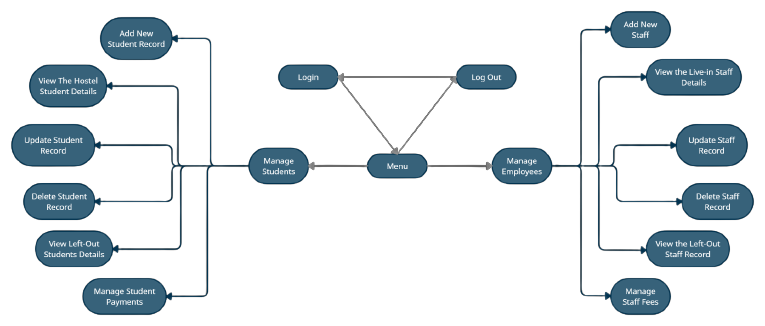 Add New
Student Record
View The Hostel
Student Details
Update Student
Record
Delete Student
Record
View Left-Out
Students Details
Manage Student
Payments
Manage
Students
Login
Log Out
Menu
Manage
Employees
Add New
Staff
View the Live-in Staff
Details
Update Staff
Record
Delete Staff
Record
View the Left-Out
Staff Record
Manage
Staff Fees